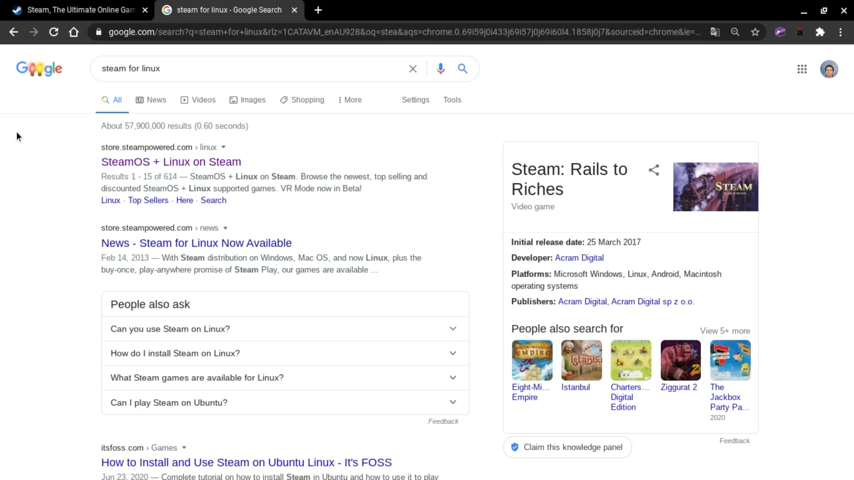 Steam, The Ultimate Online Gam
steam for linux - Google Search
google.com/search?q=steam+for+linux&rlz=1CATAVM_enAU928&oq=stea&aqs=chrome.0.69i59j0i433j69i57j0j69i60l4.1858j0j7&sourceid=chrome&ie=...
Google
steam for linux
All News Videos Images Shopping More Settings Tools
About 57,900,000 results (0.60 seconds)
store.steampowered.com › linux
SteamOS + Linux on Steam
Results 1 - 15 of 614 — SteamOS + Linux on Steam. Browse the newest, top selling and
discounted SteamOS + Linux supported games. VR Mode now in Beta!
Linux · Top Sellers · Here · Search
store.steampowered.com › news
News - Steam for Linux Now Available
Feb 14, 2013 — With Steam distribution on Windows, Mac OS, and now Linux, plus the
buy-once, play-anywhere promise of Steam Play, our games are available ...
People also ask
Can you use Steam on Linux?
How do I install Steam on Linux?
What Steam games are available for Linux?
Can I play Steam on Ubuntu?
Feedback
itsfoss.com › Games
How to Install and Use Steam on Ubuntu Linux - It's FOSS
Jun 23, 2020 — Complete tutorial on how to install Steam in Ubuntu and how to use it to play
Steam: Rails to
Riches
Video game
STEAM
Initial release date: 25 March 2017
Developer: Acram Digital
Platforms: Microsoft Windows, Linux, Android, Macintosh
operating systems
Publishers: Acram Digital, Acram Digital sp z o.o.
People also search for
View 5+ more
Eight-Mi...
Empire
Istanbul
Charters...
Digital
Edition
Ziggurat 2
The
Jackbox
Party Pa...
2020
Feedback
Claim this knowledge panel